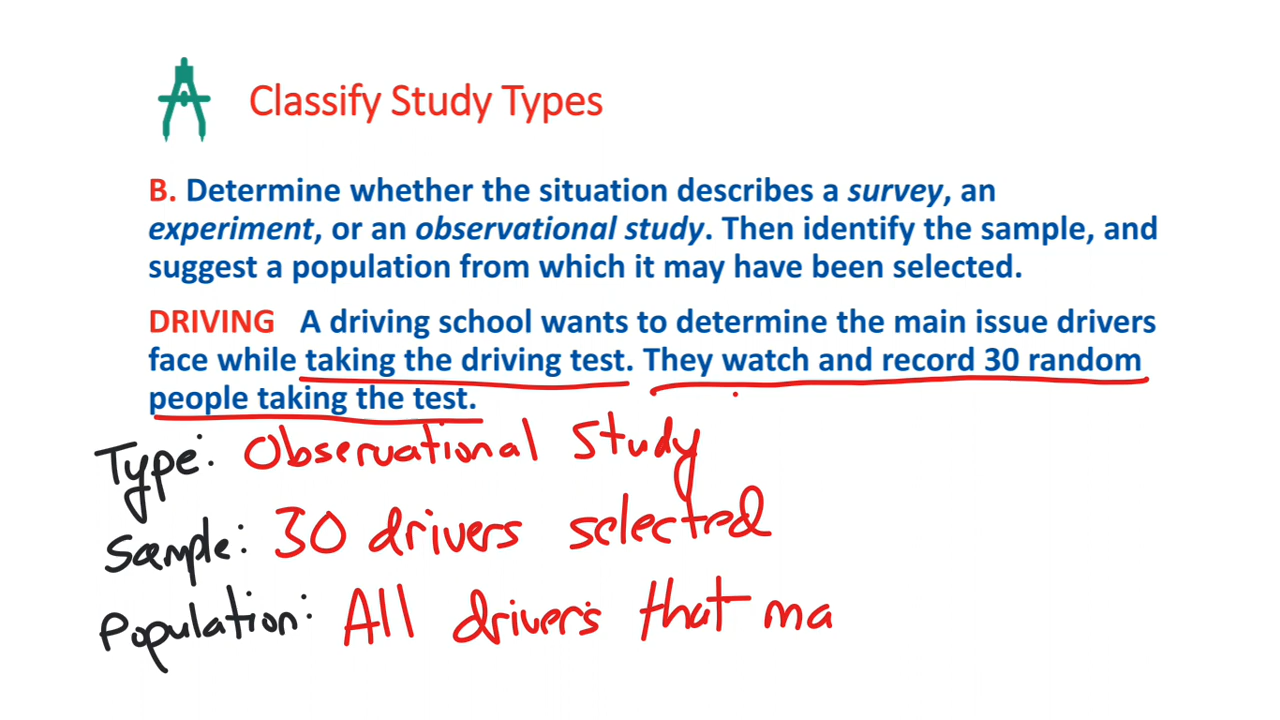 Classify Study Types
B. Determine whether the situation describes a survey, an
experiment, or an observational study. Then identify the sample, and
suggest a population from which it may have been selected.
DRIVING A driving school wants to determine the main issue drivers
face while taking the driving test. They watch and record 30 random
people taking the test.
Type: Observational Study
Sample: 30 drivers selected
Population: All drivers that ma